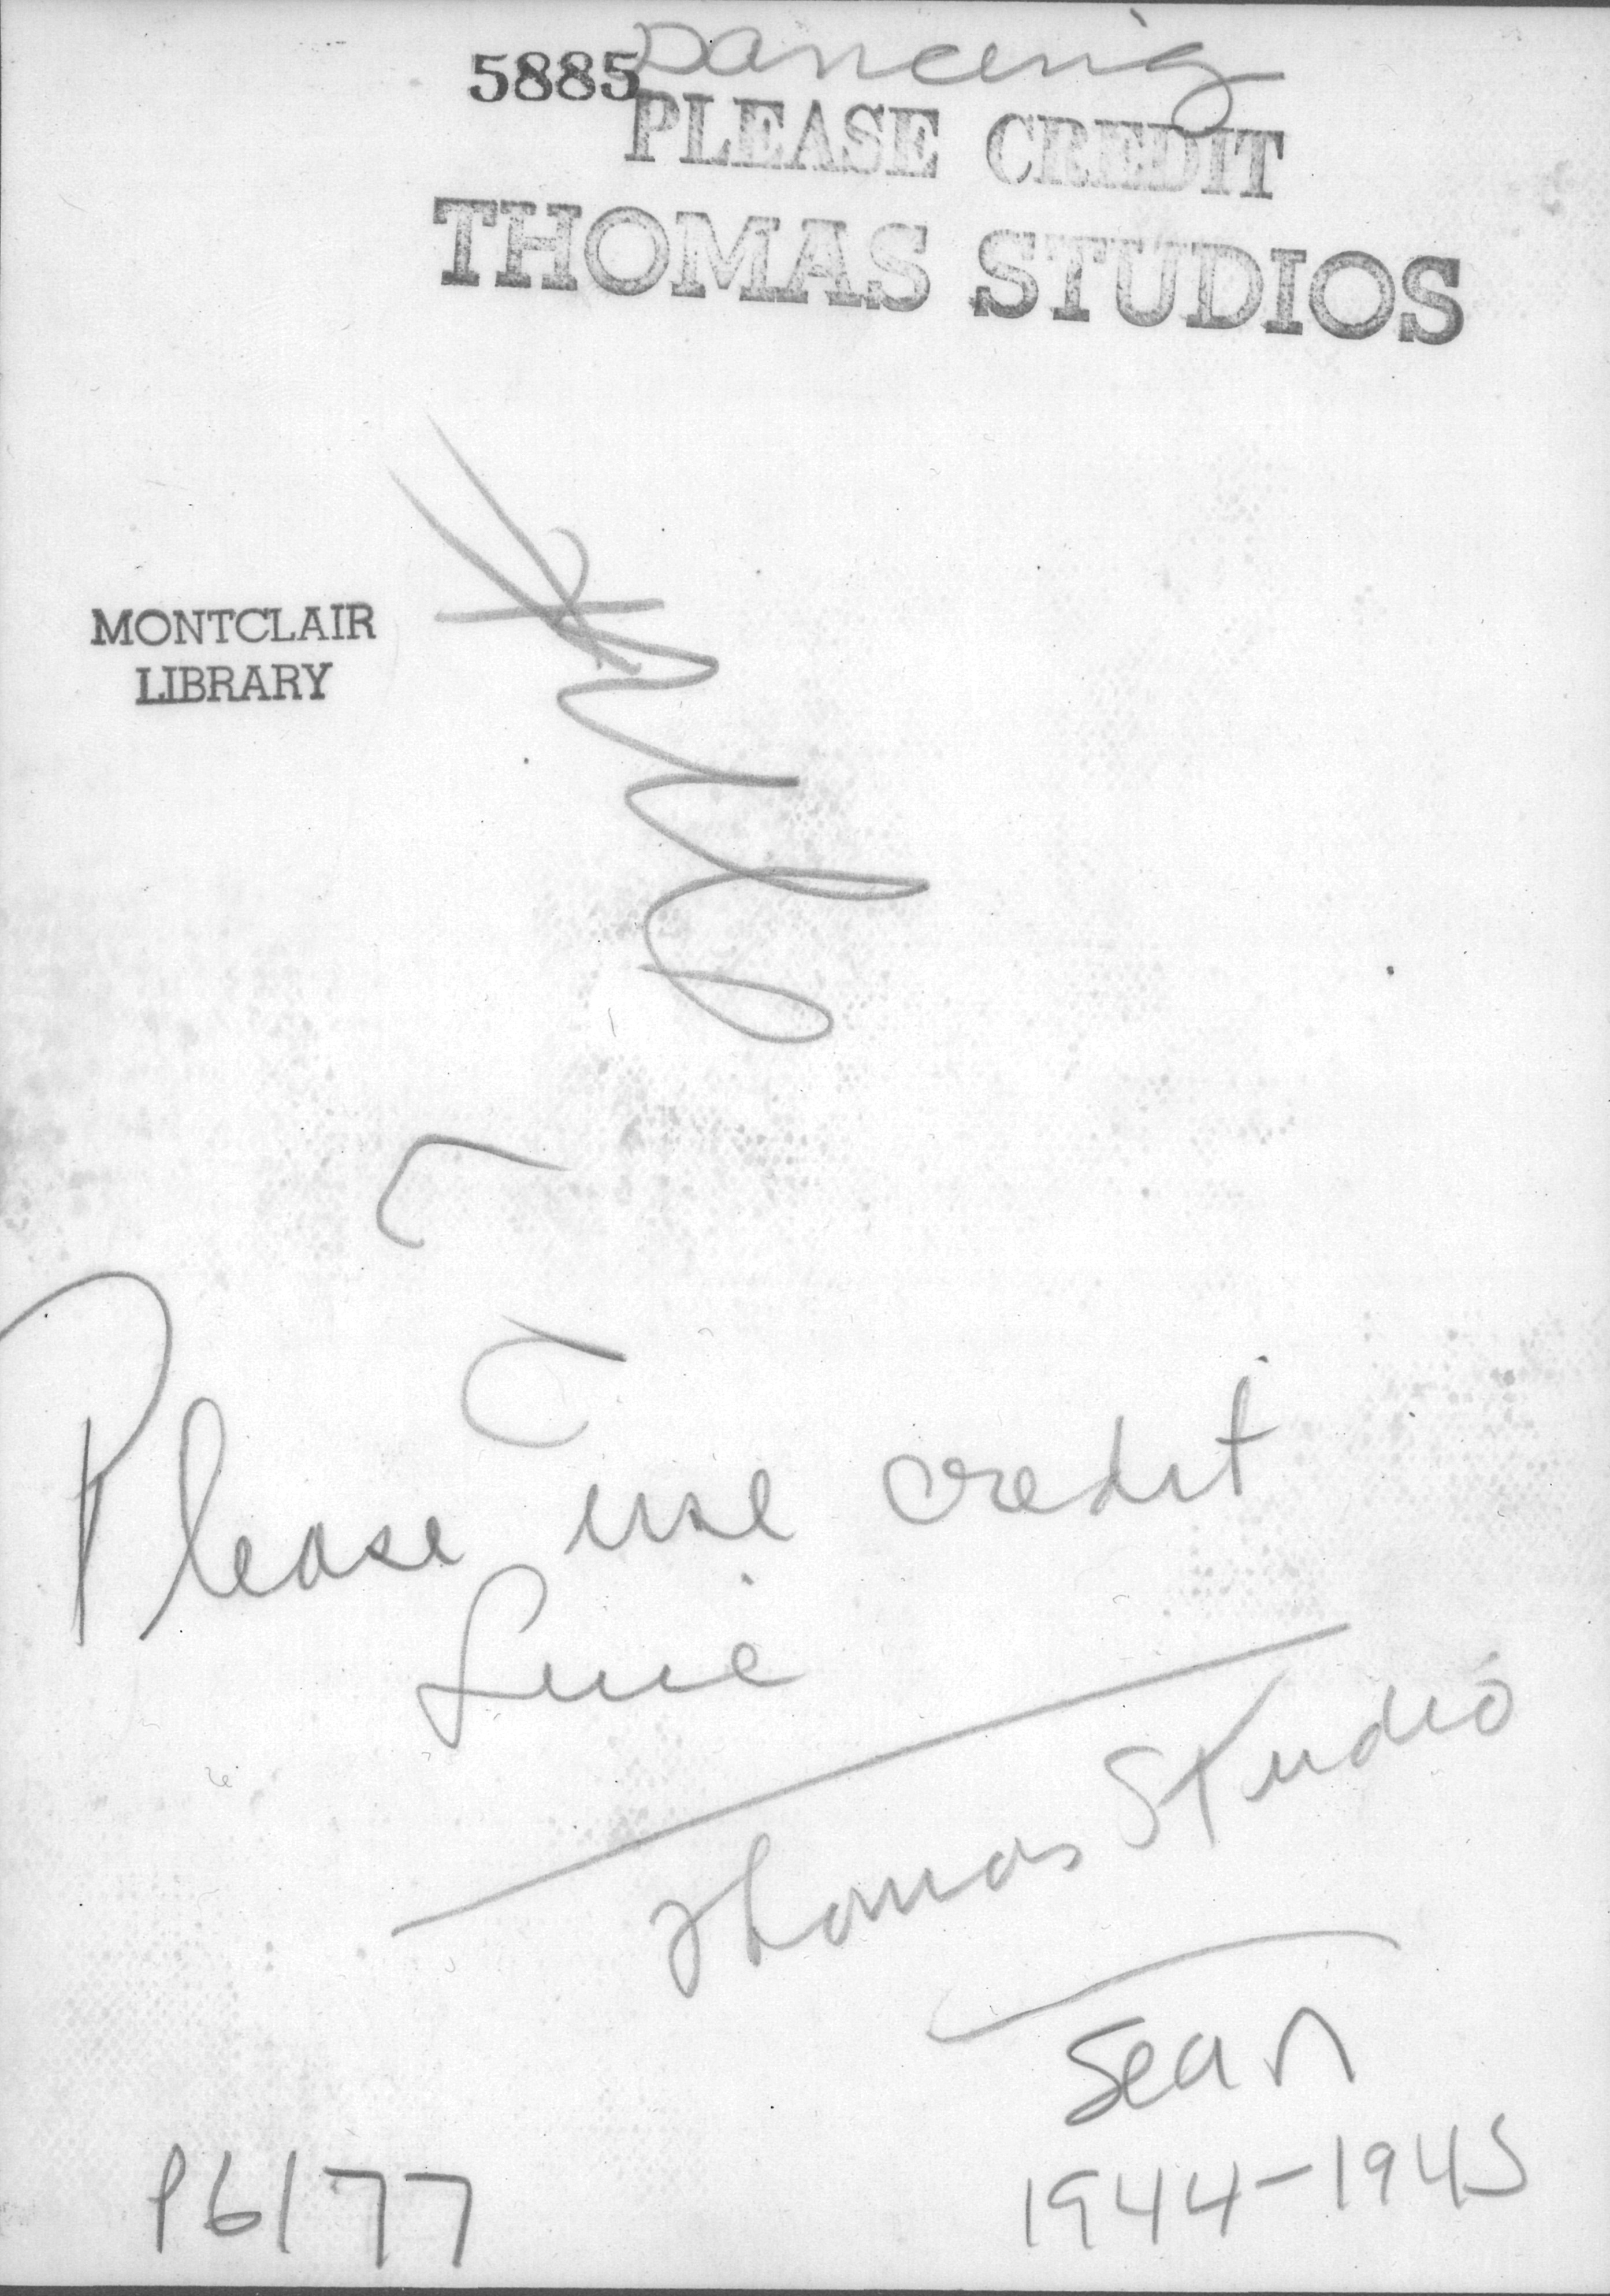 Dancing
5885
PLEASE CREDIT
THOMAS STUDIOS
MONTCLAIR
LIBRARY
Please use credit
Line
Thomas Studio
Sean
1944-1945
P6177